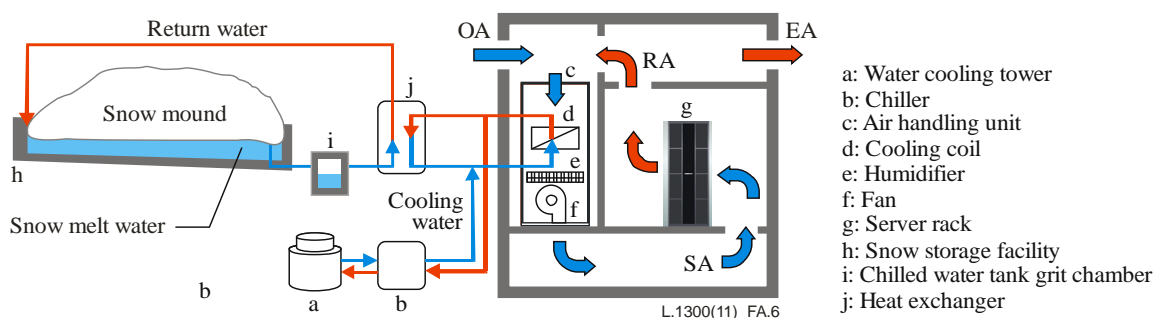 Return water
OA
EA
c
RA
j
Snow mound
d
g
i
e
h
Cooling
water
f
Snow melt water
SA
b
a
b
a: Water cooling tower
b: Chiller
c: Air handling unit
d: Cooling coil
e: Humidifier
f: Fan
g: Server rack
h: Snow storage facility
i: Chilled water tank grit chamber
j: Heat exchanger
L.1300(11)_FA.6